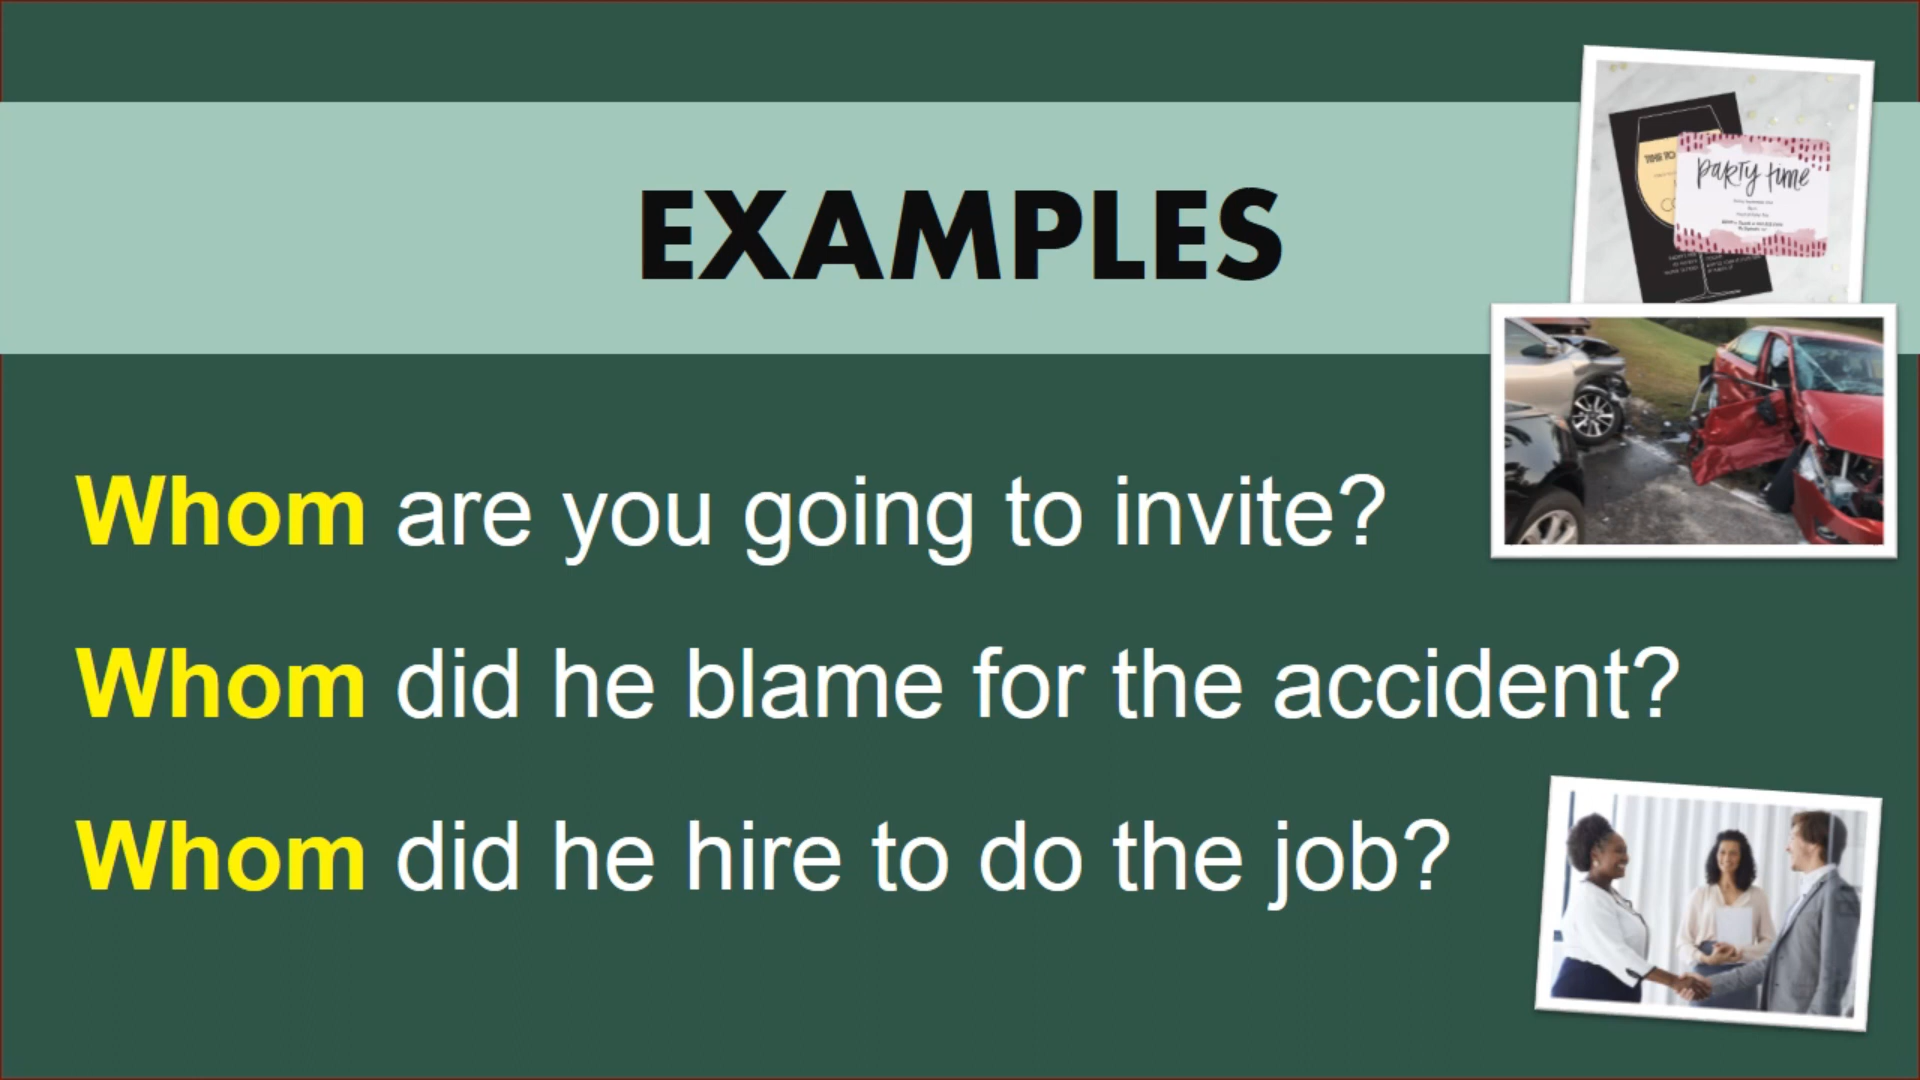 EXAMPLES
party time
Whom are you going to invite?
Whom did he blame for the accident?
Whom did he hire to do the job?